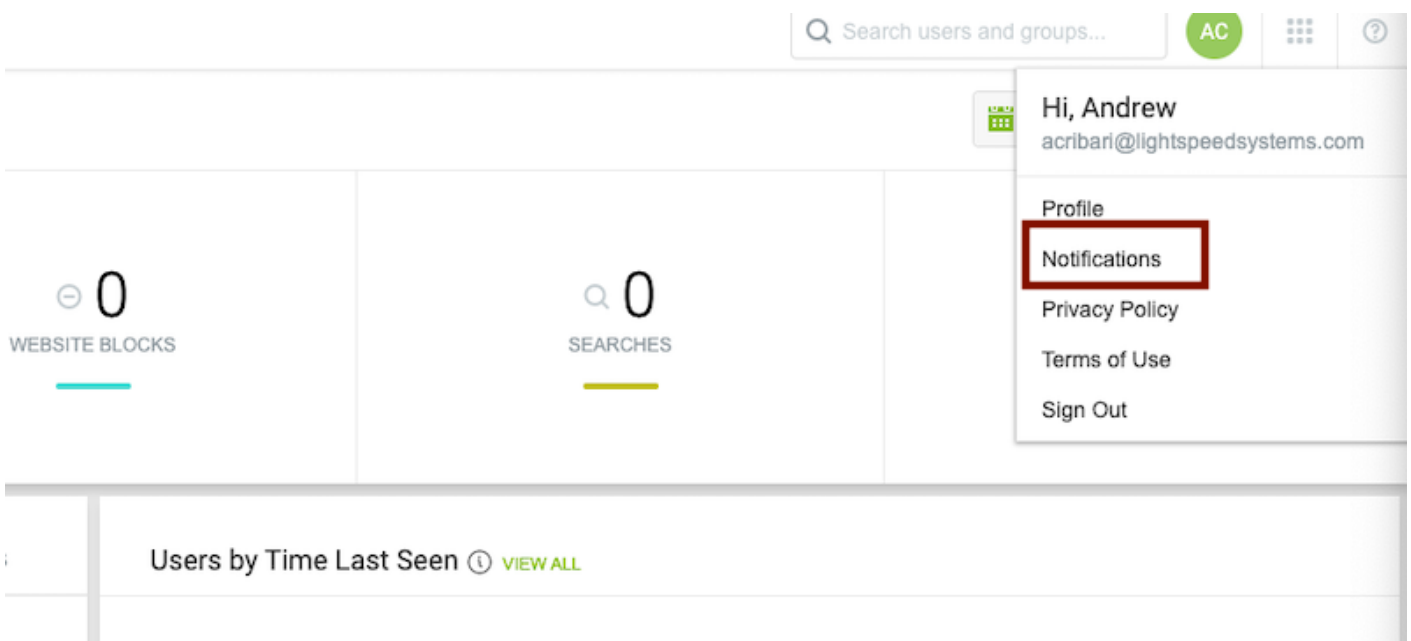 Search users and groups...
AC
Hi, Andrew
acribari@lightspeedsystems.com
Profile
Notifications
Privacy Policy
Terms of Use
Sign Out
0
WEBSITE BLOCKS
0
SEARCHES
Users by Time Last Seen VIEW ALL